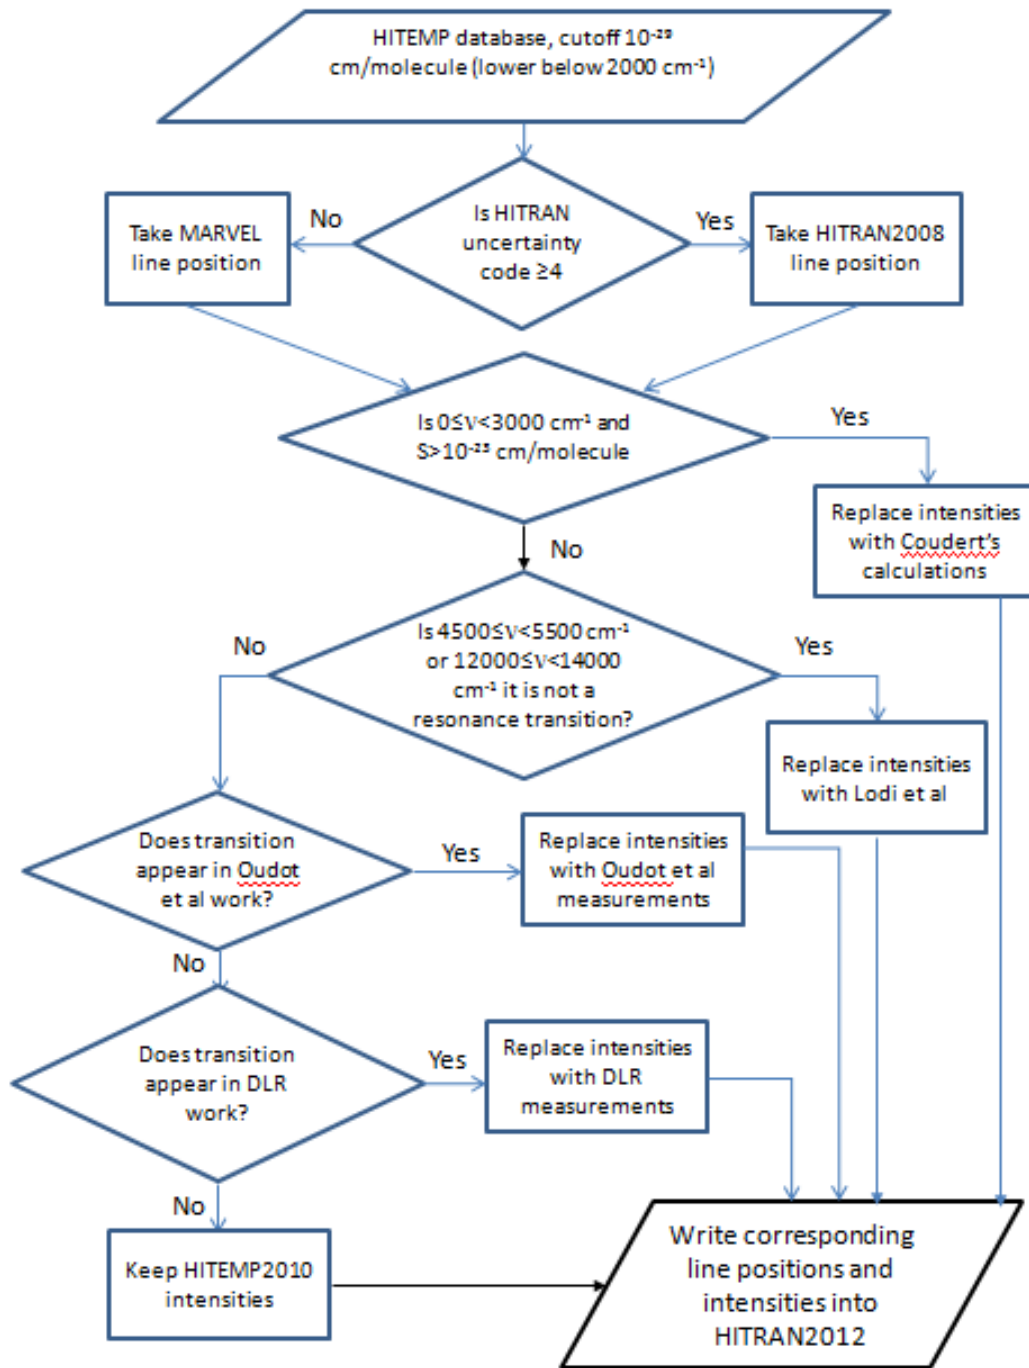 HITEMP database, cutoff 10⁻²⁹
cm/molecule (lower below 2000 cm⁻¹)
Is HITRAN
uncertainty
code ≥4
No
Yes
Take MARVEL
line position
Take HITRAN2008
line position
Is 0≤ν<3000 cm⁻¹ and
S>10⁻²⁵ cm/molecule
Yes
Replace intensities
with Coudert's
calculations
No
Is 4500≤ν<5500 cm⁻¹
or 12000≤ν<14000
cm⁻¹ it is not a
resonance transition?
No
Yes
Replace intensities
with Lodi et al
Does transition
appear in Oudot
et al work?
Yes
Replace intensities
with Oudot et al
measurements
No
Does transition
appear in DLR
work?
Yes
Replace intensities
with DLR
measurements
No
Keep HITEMP2010
intensities
Write corresponding
line positions and
intensities into
HITRAN2012